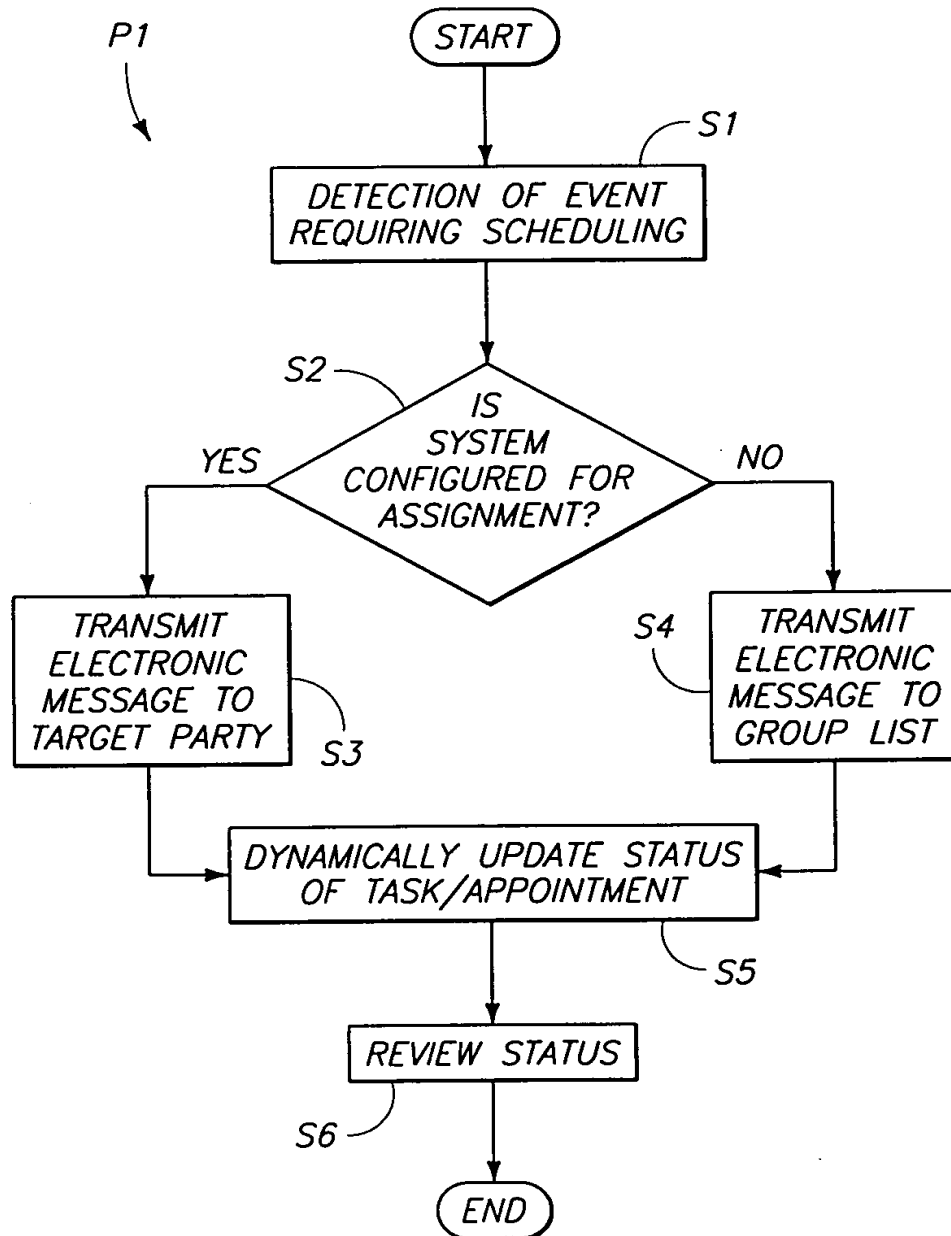 P1
START
S1
DETECTION OF EVENT
REQUIRING SCHEDULING
S2
IS
SYSTEM
CONFIGURED FOR
ASSIGNMENT?
YES
NO
TRANSMIT
ELECTRONIC
MESSAGE TO
TARGET PARTY
S3
S4
TRANSMIT
ELECTRONIC
MESSAGE TO
GROUP LIST
DYNAMICALLY UPDATE STATUS
OF TASK/APPOINTMENT
S5
REVIEW STATUS
S6
END